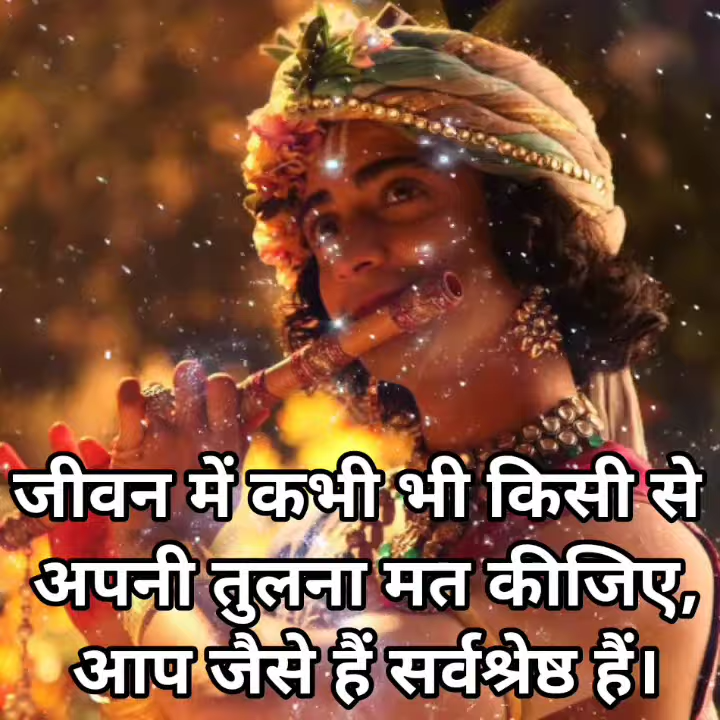 जीवन में कभी भी किसी से
अपनी तुलना मत कीजिए,
आप जैसे हैं सर्वश्रेष्ठ हैं।